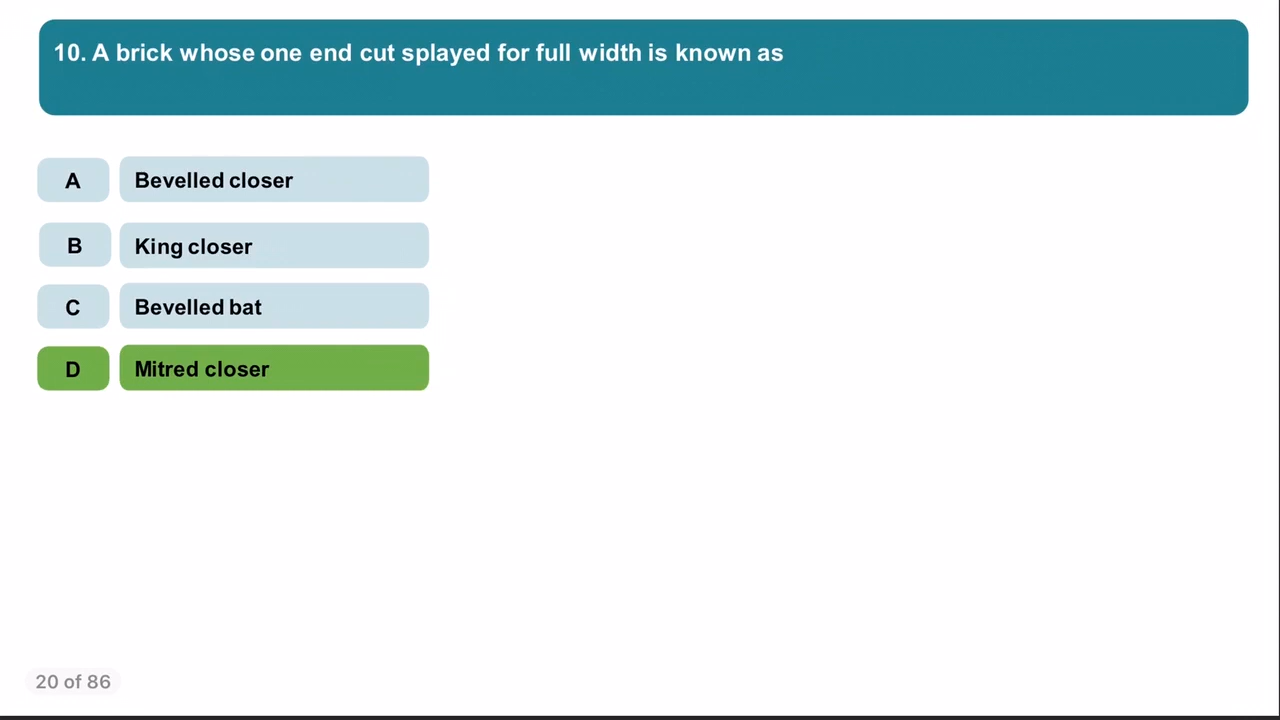 10. A brick whose one end cut splayed for full width is known as
A Bevelled closer
B King closer
C Bevelled bat
D Mitred closer
20 of 86